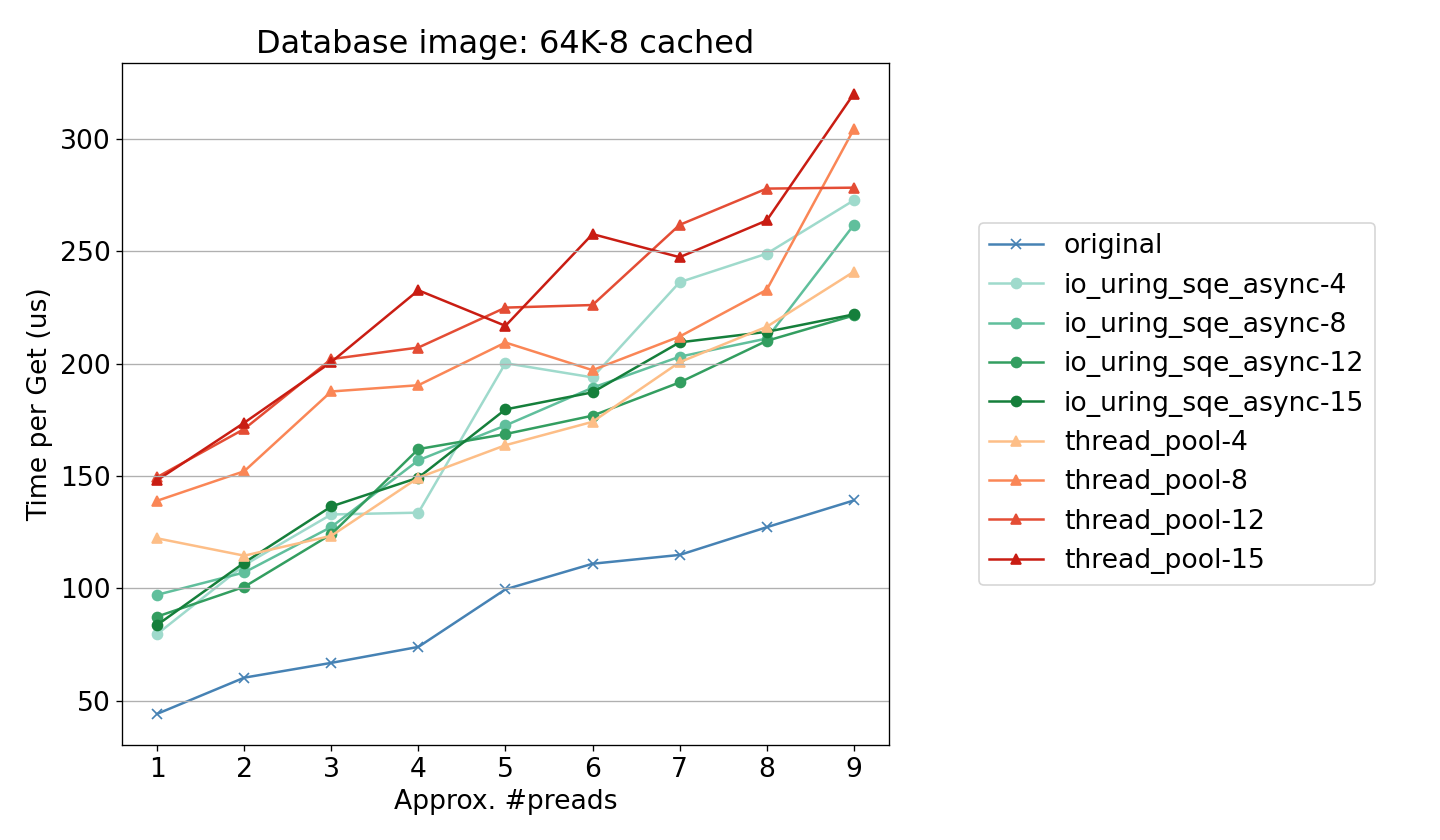 Database image: 64K-8 cached
Time per Get (us)
300
250
200
150
100
50
1 2 3 4 5 6 7 8 9
Approx. #preads
original
io_uring_sqe_async-4
io_uring_sqe_async-8
io_uring_sqe_async-12
io_uring_sqe_async-15
thread_pool-4
thread_pool-8
thread_pool-12
thread_pool-15